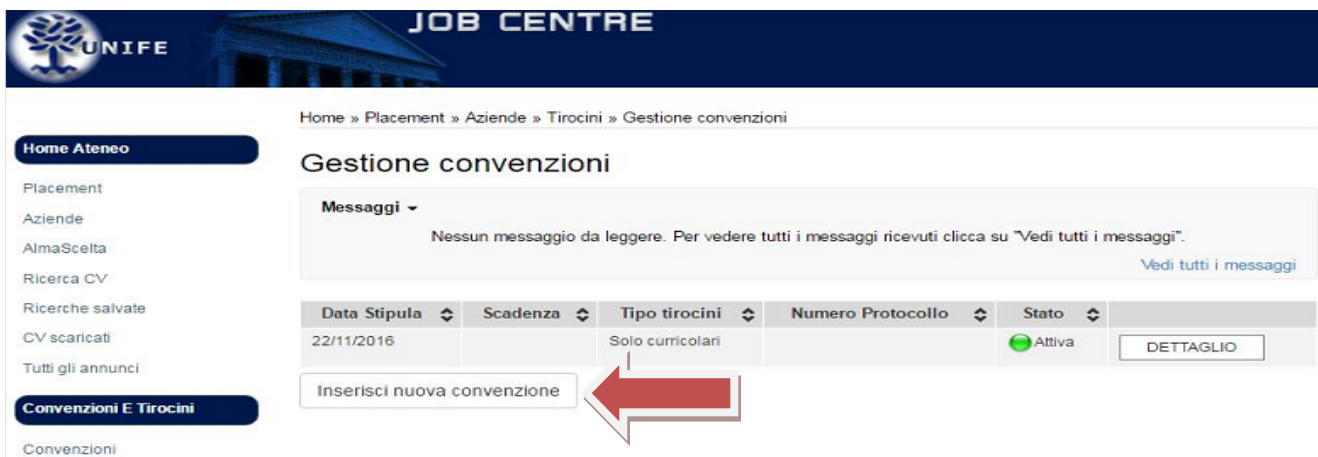 JOB CENTRE
UNIFE
Home » Placement » Aziende » Tirocini » Gestione convenzioni
Home Ateneo
Placement
Aziende
AlmaScelta
Ricerca CV
Ricerche salvate
CV scaricati
Tutti gli annunci
Convenzioni E Tirocini
Convenzioni
Gestione convenzioni
Messaggi
Nessun messaggio da leggere. Per vedere tutti i messaggi ricevuti clicca su "Vedi tutti i messaggi".
Vedi tutti i messaggi
Data Stipula Scadenza Tipo tirocini Numero Protocollo Stato
22/11/2016 Solo curricolari Attiva DETTAGLIO
Inserisci nuova convenzione